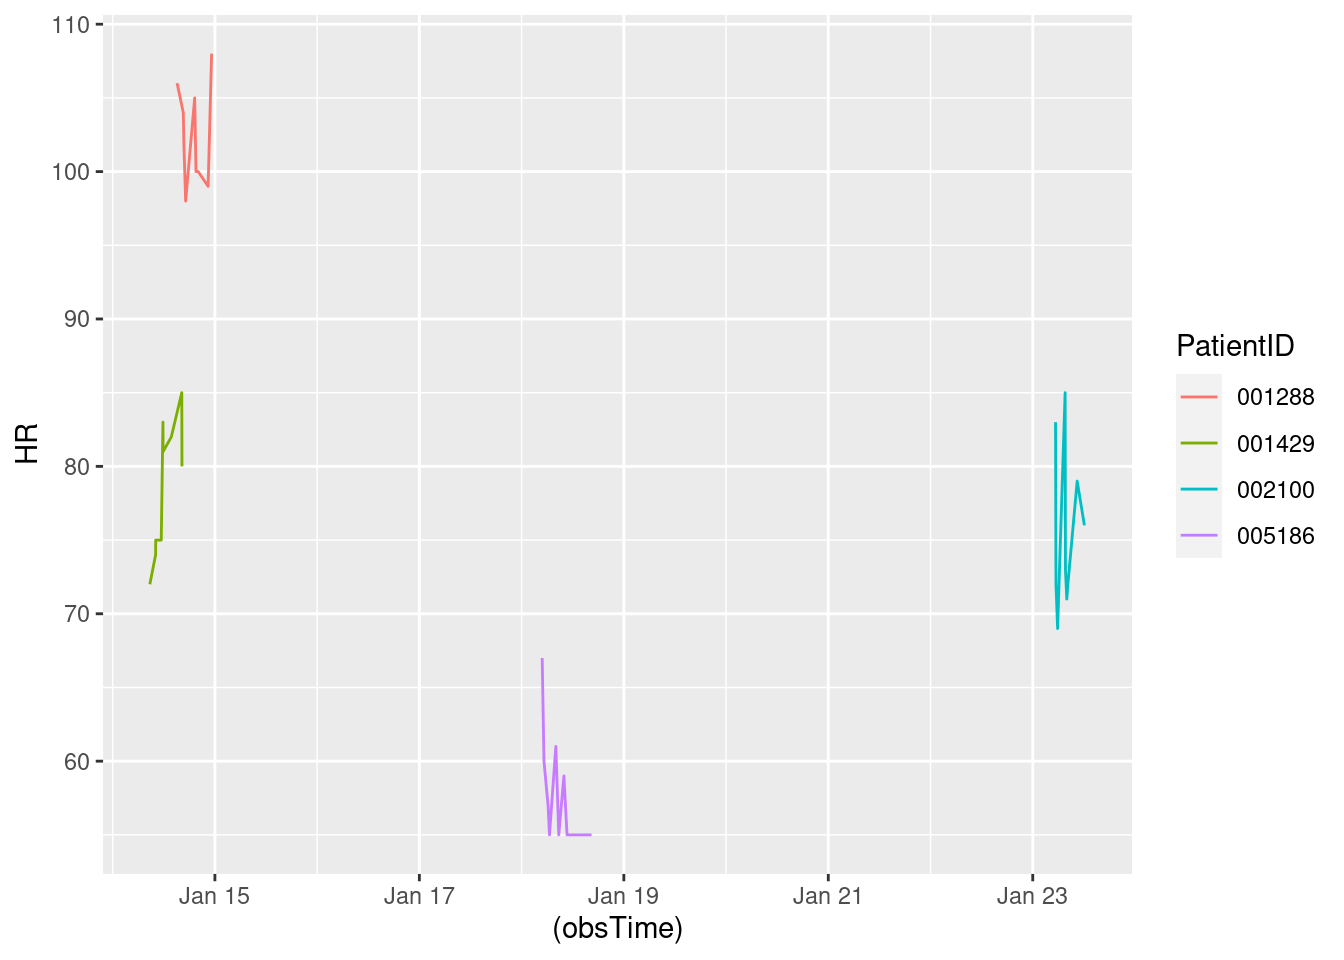 110
100
90
80
70
60
HR
Jan 15
Jan 17
Jan 19
Jan 21
Jan 23
(obsTime)
PatientID
001288
001429
002100
005186